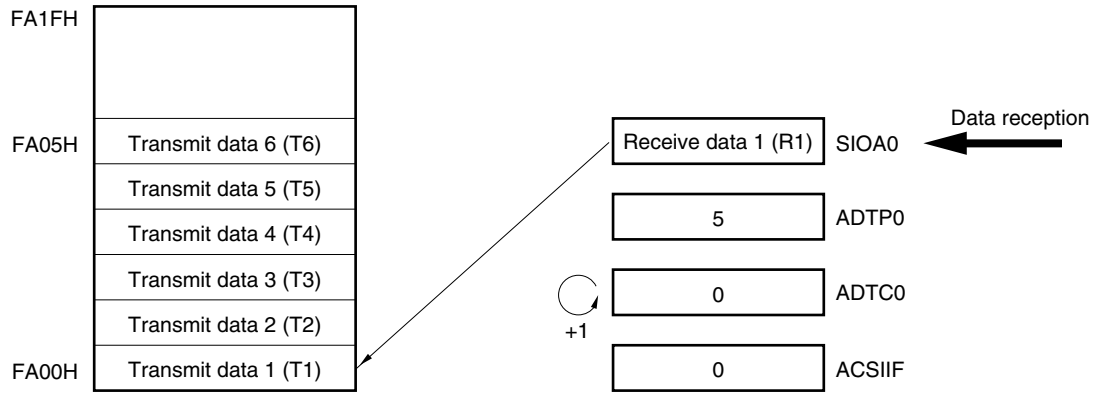 FA1FH
FA05H
Transmit data 6 (T6)
Transmit data 5 (T5)
Transmit data 4 (T4)
Transmit data 3 (T3)
Transmit data 2 (T2)
FA00H
Transmit data 1 (T1)
Data reception
Receive data 1 (R1)
SIOA0
5
ADTP0
0
ADTC0
+1
0
ACSIIF